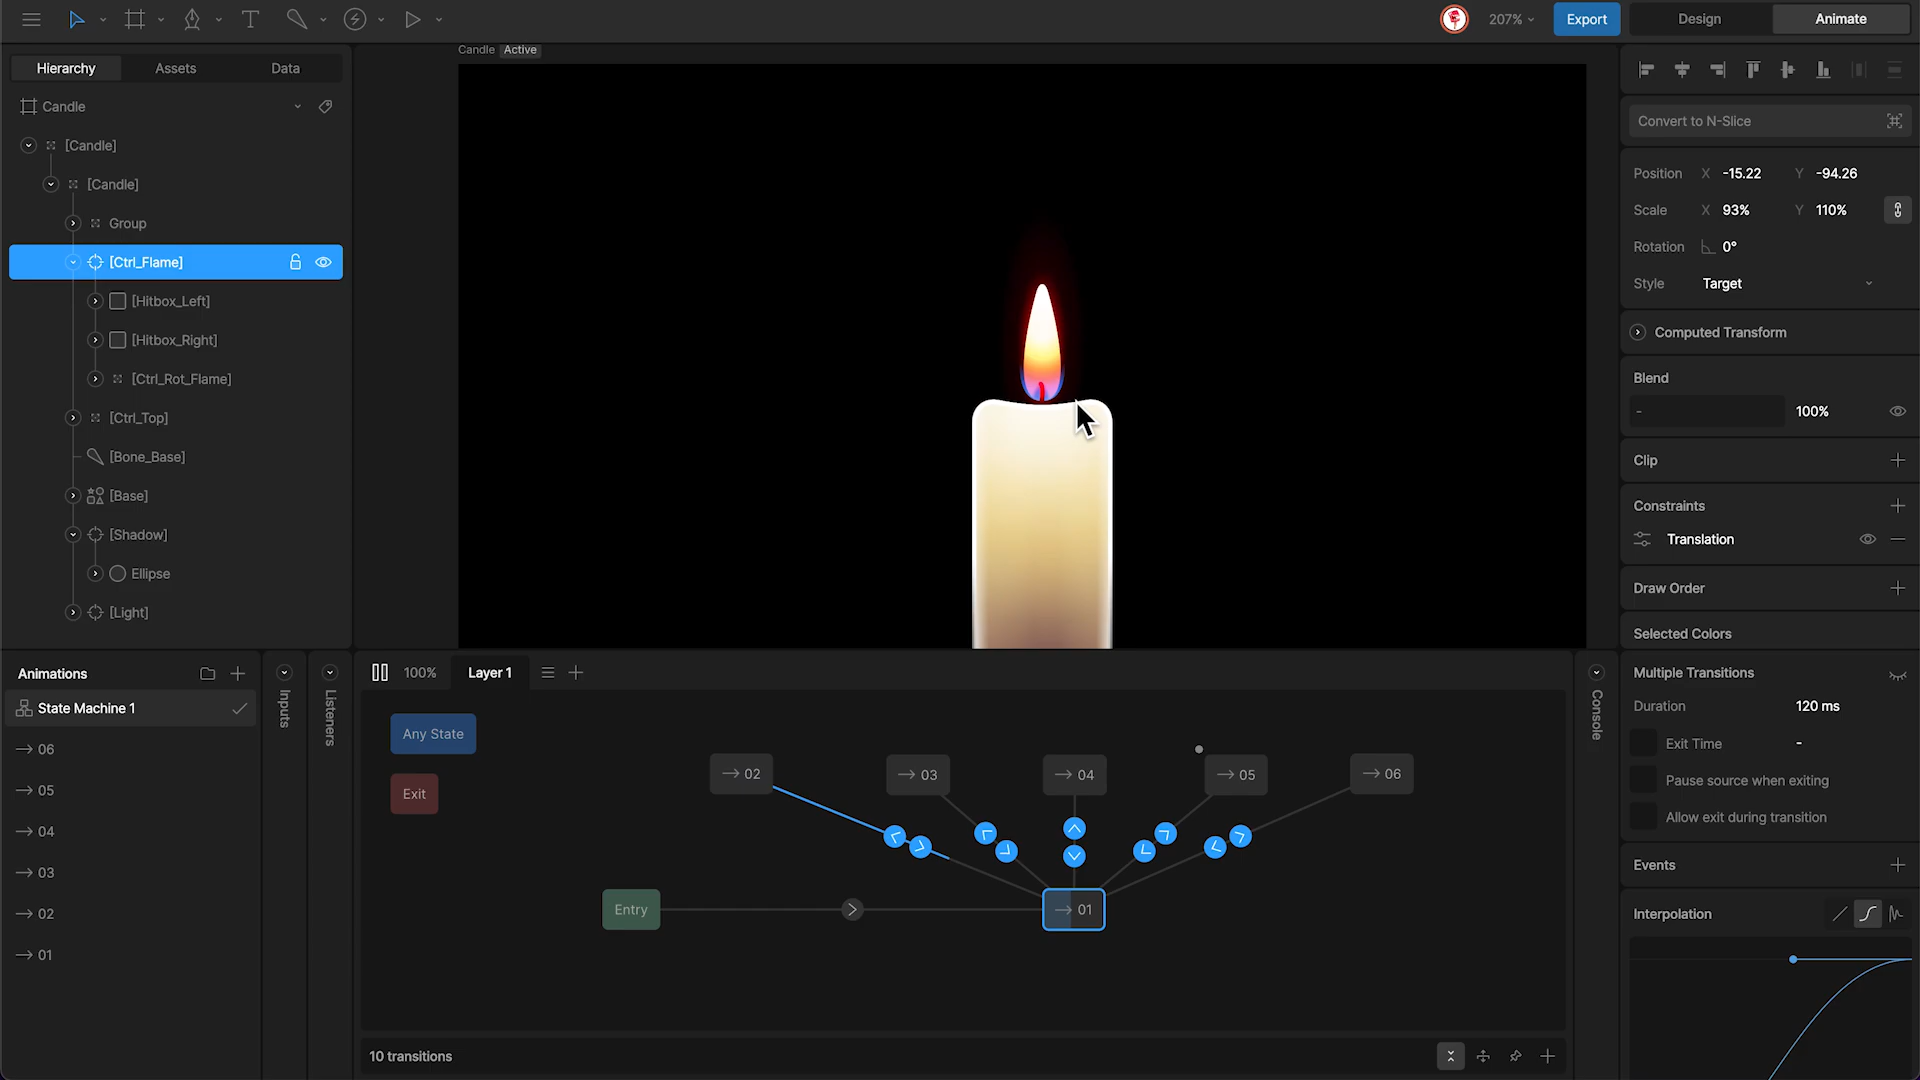 207%
Export
Design
Animate
Candle Active
Hierarchy
Assets
Data
Candle
[Candle]
[Candle]
Group
[Ctrl_Flame]
[Hitbox_Left]
[Hitbox_Right]
[Ctrl_Rot_Flame]
[Ctrl_Top]
[Bone_Base]
[Base]
[Shadow]
Ellipse
[Light]
Convert to N-Slice
Position X -15.22 Y -94.26
Scale X 93% Y 110%
Rotation 0°
Style Target
Computed Transform
Blend
- 100%
Clip
Constraints
Translation
Draw Order
Selected Colors
Animations
State Machine 1
06
05
04
03
02
01
Inputs
Listeners
100%
Layer 1
Any State
Exit
02
03
04
05
06
Entry
01
10 transitions
Console
Multiple Transitions
Duration 120 ms
Exit Time -
Pause source when exiting
Allow exit during transition
Events
Interpolation